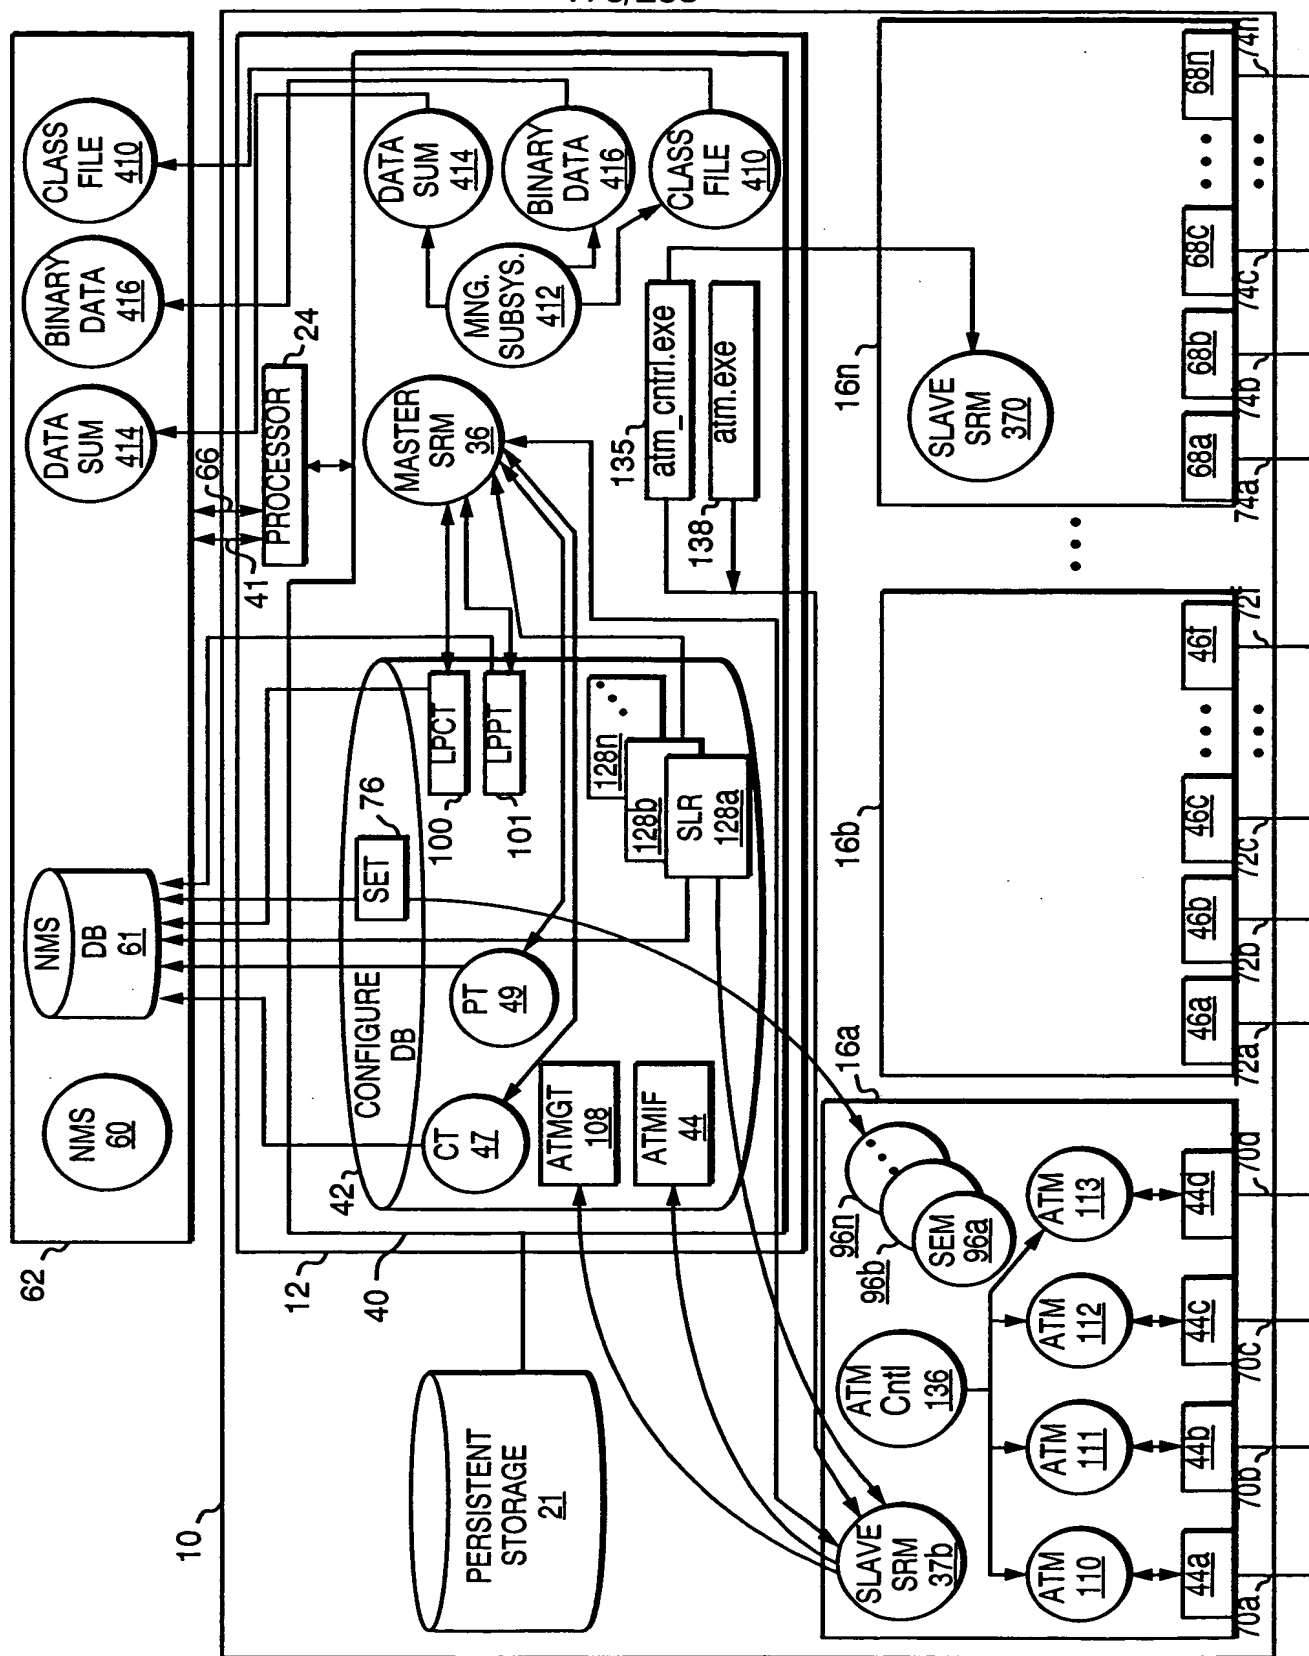 62
NMS
60
NMS
DB
61
DATA
SUM
414
BINARY
DATA
416
CLASS
FILE
410
10
12
40
42
41
66
PROCESSOR
24
PERSISTENT
STORAGE
21
CONFIGURE
DB
SET
76
CT
47
PT
49
LPCT
100
LPPT
101
ATMGT
108
ATMIF
44
128n
128b
SLR
128a
MASTER
SRM
36
MNG.
SUBSYS.
412
DATA
SUM
414
BINARY
DATA
416
CLASS
FILE
410
135
atm_cntrl.exe
138
atm.exe
16a
SLAVE
SRM
37b
ATM
Cntl
136
96n
96b
SEM
96a
ATM
110
ATM
111
ATM
112
ATM
113
44a
44b
44c
44d
70a
70b
70c
70d
16b
46a
46b
46c
46f
72a
72b
72c
72f
16n
SLAVE
SRM
370
68a
68b
68c
68n
74a
74b
74c
74n